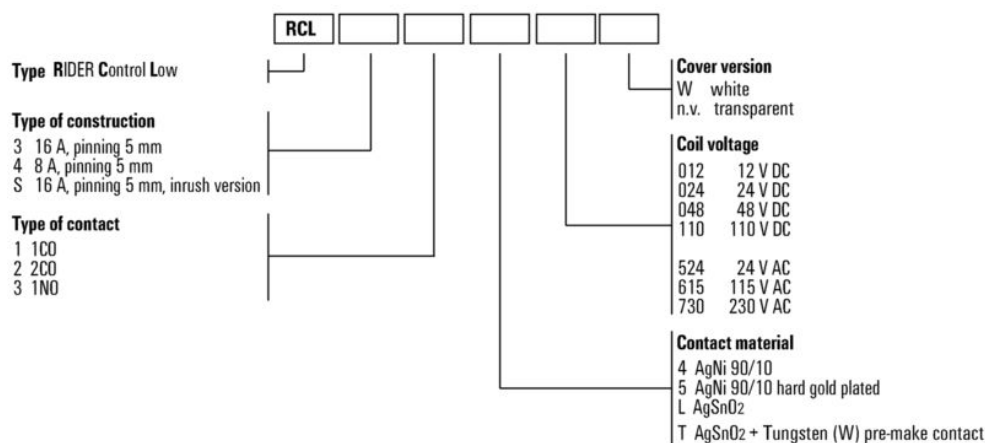 RCL
Type RIDER Control Low
Type of construction
3 16 A, pinning 5 mm
4 8 A, pinning 5 mm
S 16 A, pinning 5 mm, inrush version
Type of contact
1 1CO
2 2CO
3 1NO
Cover version
W white
n.v. transparent
Coil voltage
012 12 V DC
024 24 V DC
048 48 V DC
110 110 V DC
524 24 V AC
615 115 V AC
730 230 V AC
Contact material
4 AgNi 90/10
5 AgNi 90/10 hard gold plated
L AgSnO2
T AgSnO2 + Tungsten (W) pre-make contact